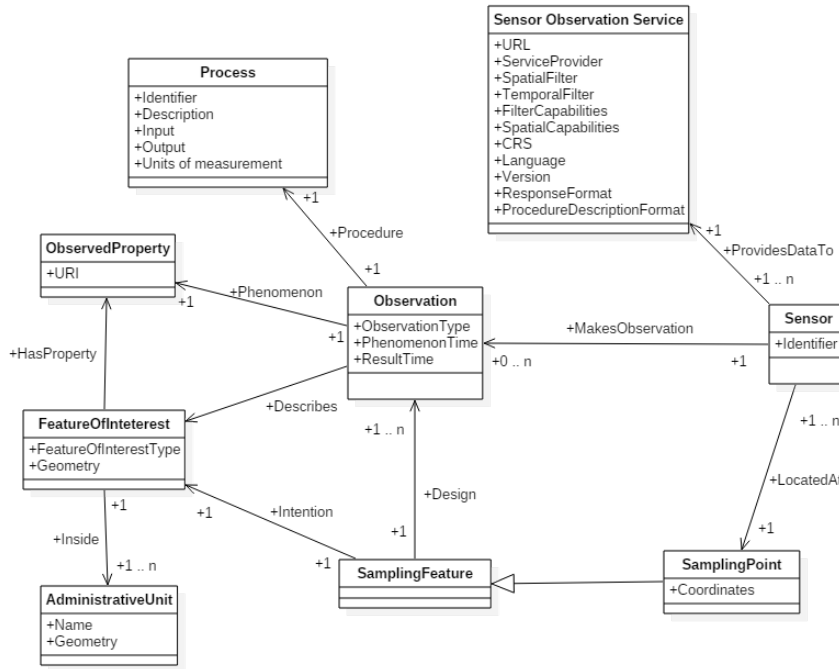 Sensor Observation Service
+URL
+ServiceProvider
+SpatialFilter
+TemporalFilter
+FilterCapabilities
+SpatialCapabilities
+CRS
+Language
+Version
+ResponseFormat
+ProcedureDescriptionFormat
Process
+Identifier
+Description
+Input
+Output
+Units of measurement
+1
+Procedure
+1
+1
+ProvidesDataTo
+1 .. n
ObservedProperty
+URI
+1
+Phenomenon
+1
Observation
+ObservationType
+PhenomenonTime
+ResultTime
+MakesObservation
+0 .. n
+1
Sensor
+Identifier
+HasProperty
+Describes
FeatureOfInteterest
+FeatureOfInterestType
+Geometry
+1 .. n
+1 .. n
+Design
+LocatedAt
+1
+Intention
+1
+1
+1
+1
+Inside
+1 .. n
SamplingFeature
SamplingPoint
+Coordinates
AdministrativeUnit
+Name
+Geometry